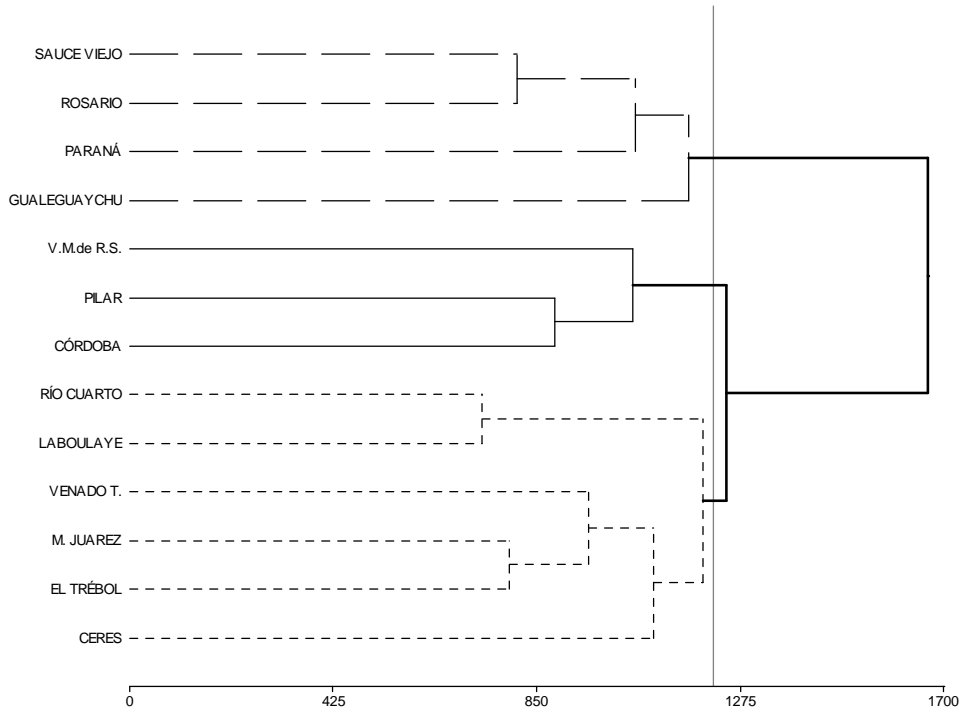 SAUCE VIEJO
ROSARIO
PARANÁ
GUALEGUAYCHU
V.M.de R.S.
PILAR
CÓRDOBA
RÍO CUARTO
LABOULAYE
VENADO T.
M. JUAREZ
EL TRÉBOL
CERES
0 425 850 1275 1700